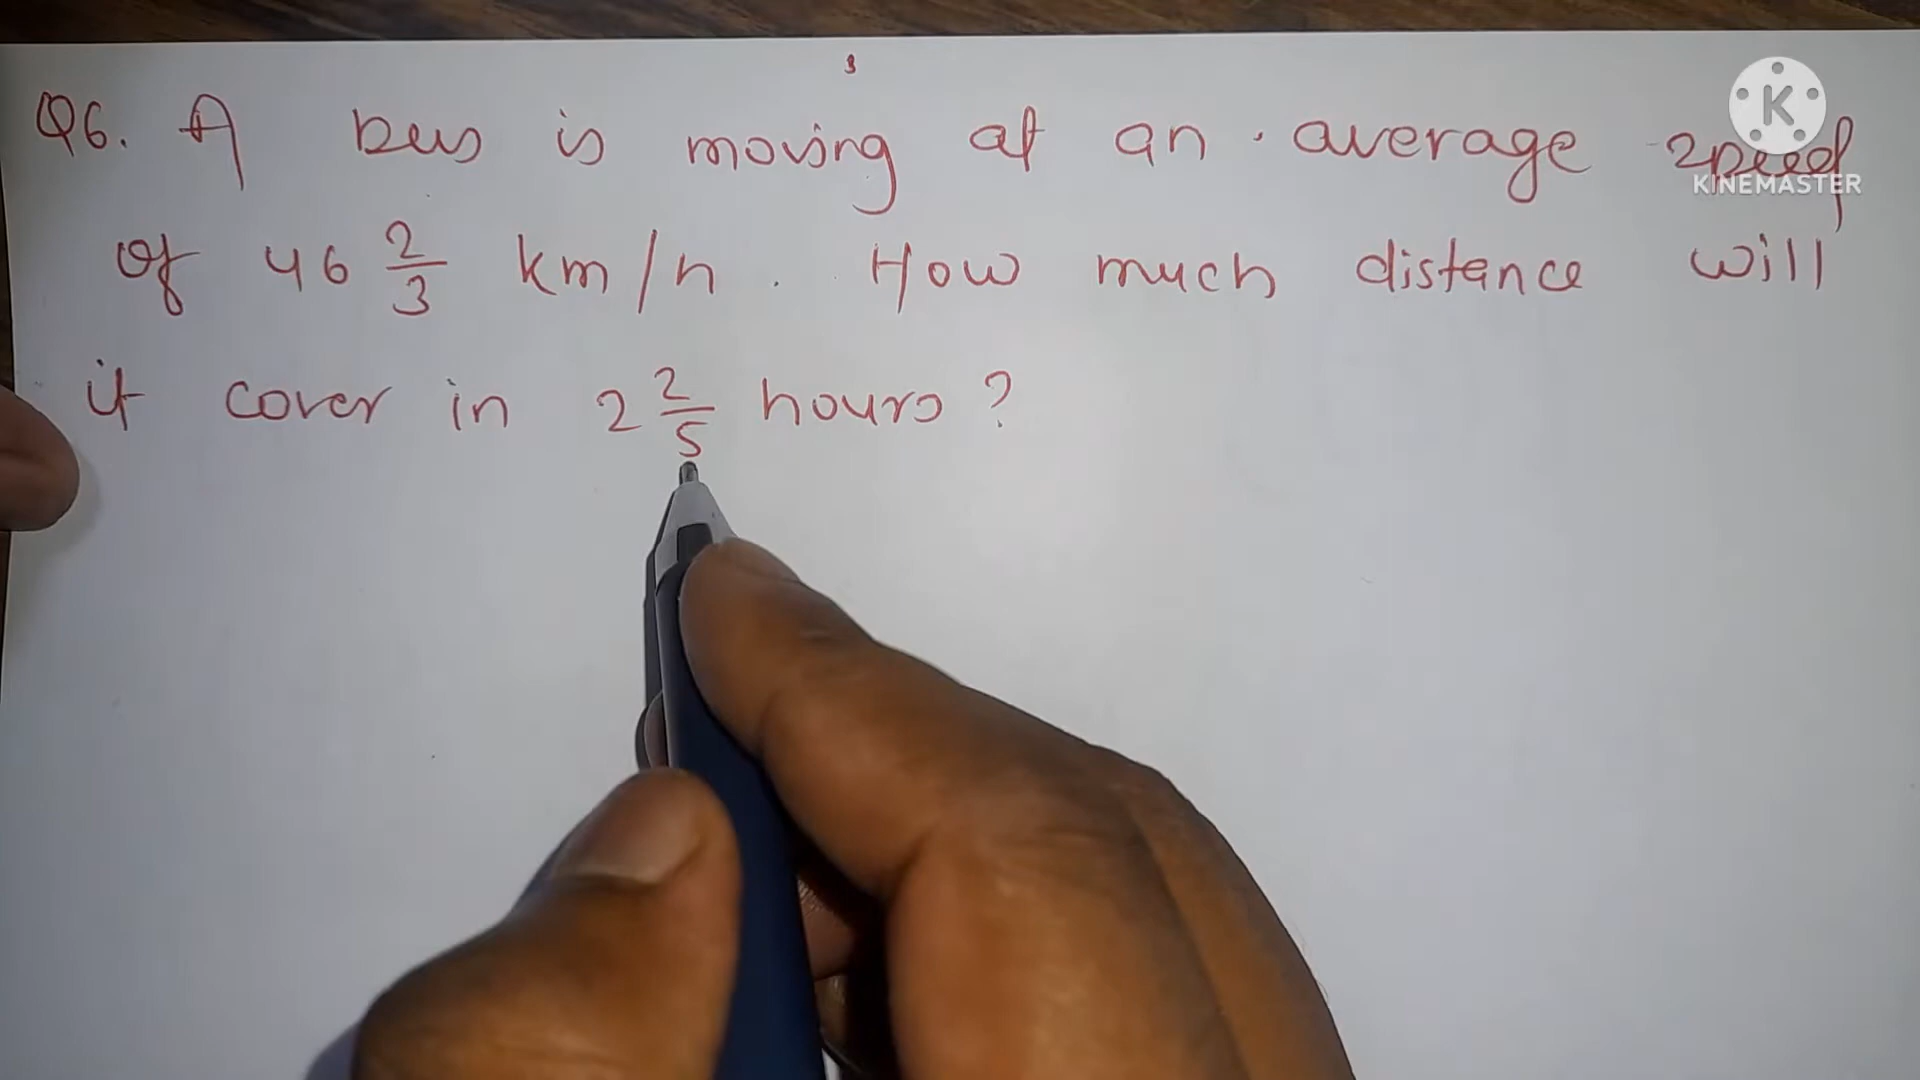 Q6. A bus is moving at an average speed
of 46 2/3 km/h. How much distance will
it cover in 2 2/5 hours?
K
KINEMASTER